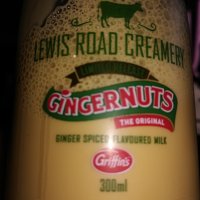 LEWIS ROAD CREAMERY
GINGERNUTS
THE ORIGINAL
GINGER SPICED FLAVOURED MILK
Griffin's
300ml